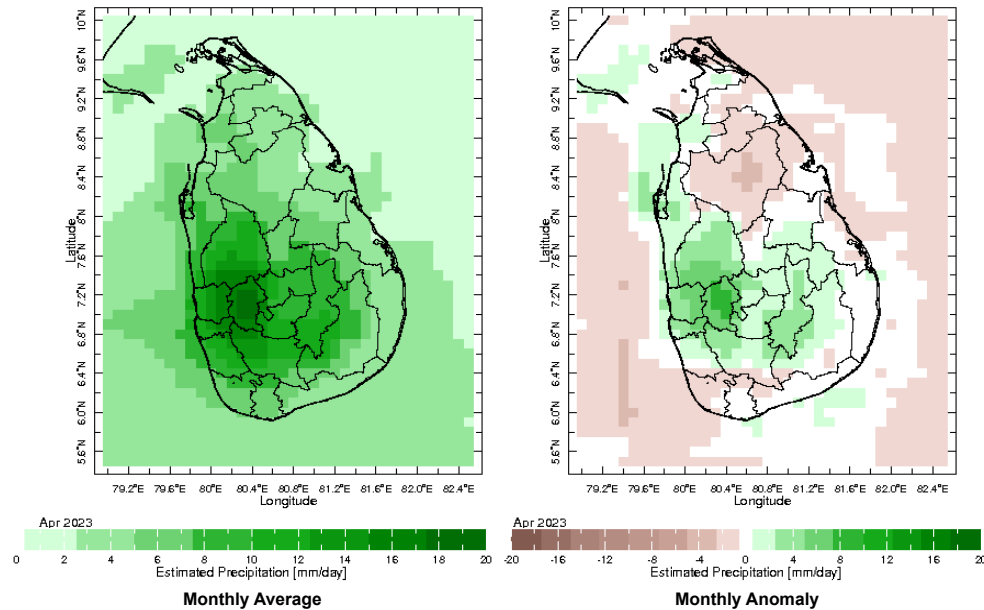 10°N
9.6°N
9.2°N
8.8°N
8.4°N
8°N
7.6°N
7.2°N
6.8°N
6.4°N
6.0°N
5.6°N
Latitude
79.2°E 79.6°E 80°E 80.4°E 80.8°E 81.2°E 81.6°E 82.0°E 82.4°E
Longitude
Apr 2023
0 2 4 6 8 10 12 14 16 18 20
Estimated Precipitation [mm/day]
Monthly Average
10°N
9.6°N
9.2°N
8.8°N
8.4°N
8°N
7.6°N
7.2°N
6.8°N
6.4°N
6.0°N
5.6°N
Latitude
79.2°E 79.6°E 80°E 80.4°E 80.8°E 81.2°E 81.6°E 82.0°E 82.4°E
Longitude
Apr 2023
-20 -16 -12 -8 -4 0 4 8 12 16 20
Estimated Precipitation [mm/day]
Monthly Anomaly